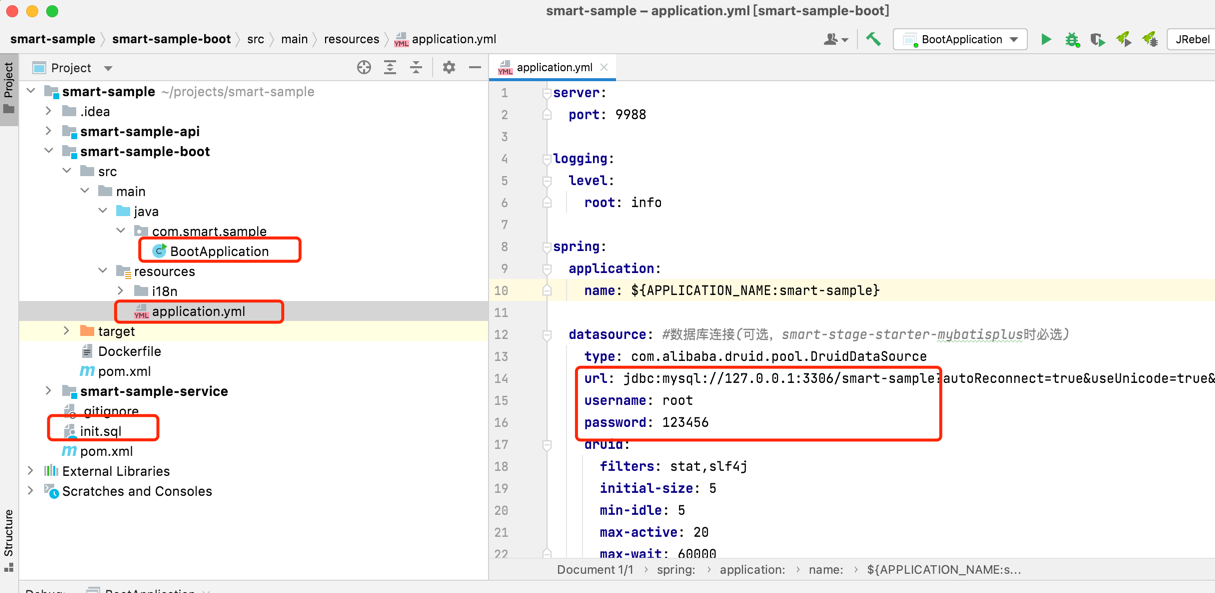 smart-sample – application.yml [smart-sample-boot]
smart-sample smart-sample-boot src main resources application.yml
BootApplication
JRebel
Project
Project
application.yml
smart-sample ~/projects/smart-sample
.idea
smart-sample-api
smart-sample-boot
src
main
java
com.smart.sample
BootApplication
resources
i18n
application.yml
target
Dockerfile
pom.xml
smart-sample-service
.gitignore
init.sql
pom.xml
External Libraries
Scratches and Consoles
Structure
1 server:
2 port: 9988
3
4 logging:
5 level:
6 root: info
7
8 spring:
9 application:
10 name: ${APPLICATION_NAME:smart-sample}
11
12 datasource: #数据库连接(可选，smart-stage-starter-mybatisplus时必选)
13 type: com.alibaba.druid.pool.DruidDataSource
14 url: jdbc:mysql://127.0.0.1:3306/smart-sample?autoReconnect=true&useUnicode=true&
15 username: root
16 password: 123456
17 druid:
18 filters: stat,slf4j
19 initial-size: 5
20 min-idle: 5
21 max-active: 20
22 max-wait: 60000
Document 1/1 › spring: › application: › name: › ${APPLICATION_NAME:s...
Debug: BootApplication